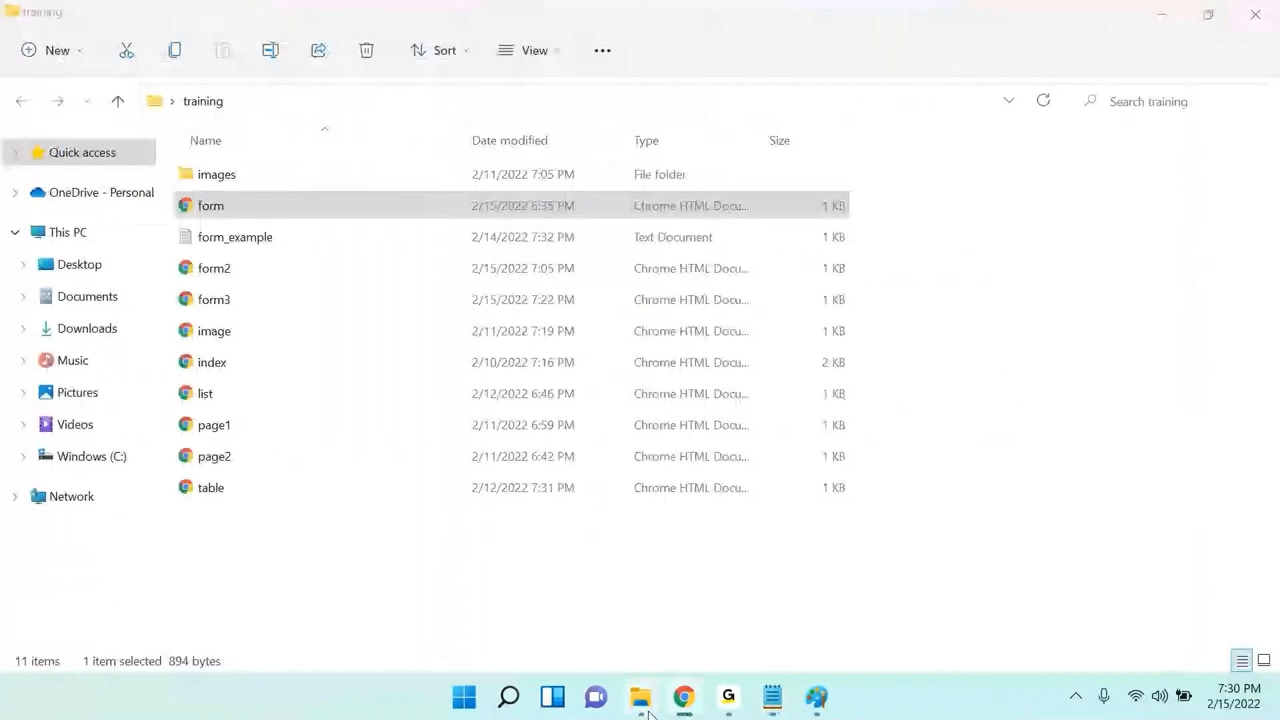 training
New Sort View
training Search training
Name Date modified Type Size
Quick access
OneDrive - Personal
This PC
Desktop
Documents
Downloads
Music
Pictures
Videos
Windows (C:)
Network
images 2/11/2022 7:05 PM File folder
form 2/15/2022 6:35 PM Chrome HTML Docu... 1 KB
form_example 2/14/2022 7:32 PM Text Document 1 KB
form2 2/15/2022 7:05 PM Chrome HTML Docu... 1 KB
form3 2/15/2022 7:22 PM Chrome HTML Docu... 1 KB
image 2/11/2022 7:19 PM Chrome HTML Docu... 1 KB
index 2/10/2022 7:16 PM Chrome HTML Docu... 2 KB
list 2/12/2022 6:46 PM Chrome HTML Docu... 1 KB
page1 2/11/2022 6:59 PM Chrome HTML Docu... 1 KB
page2 2/11/2022 6:42 PM Chrome HTML Docu... 1 KB
table 2/12/2022 7:31 PM Chrome HTML Docu... 1 KB
11 items 1 item selected 894 bytes
G
7:30 PM
2/15/2022